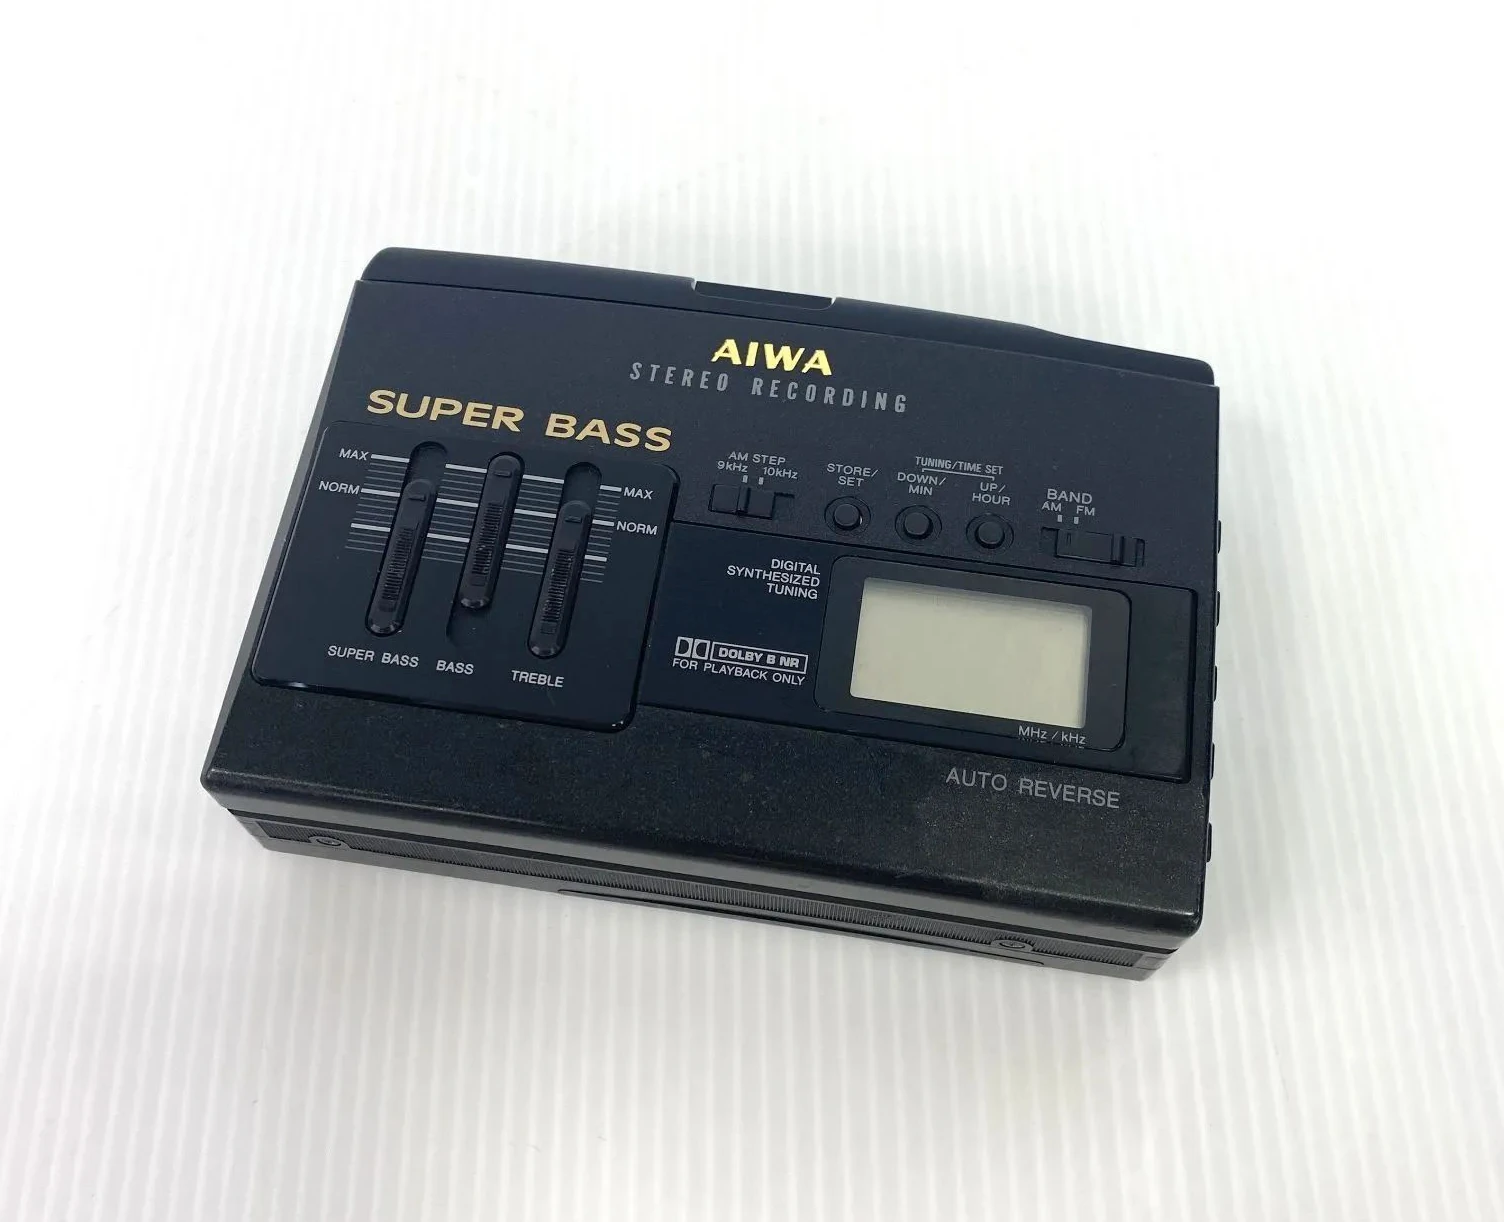 AIWA
STEREO RECORDING
SUPER BASS
MAX
NORM
MAX
NORM
SUPER BASS
BASS
TREBLE
AM STEP
9kHz 10kHz
STORE/
SET
TUNING/TIME SET
DOWN/
MIN
UP/
HOUR
BAND
AM FM
DIGITAL
SYNTHESIZED
TUNING
DOLBY B NR
FOR PLAYBACK ONLY
MHz / kHz
AUTO REVERSE